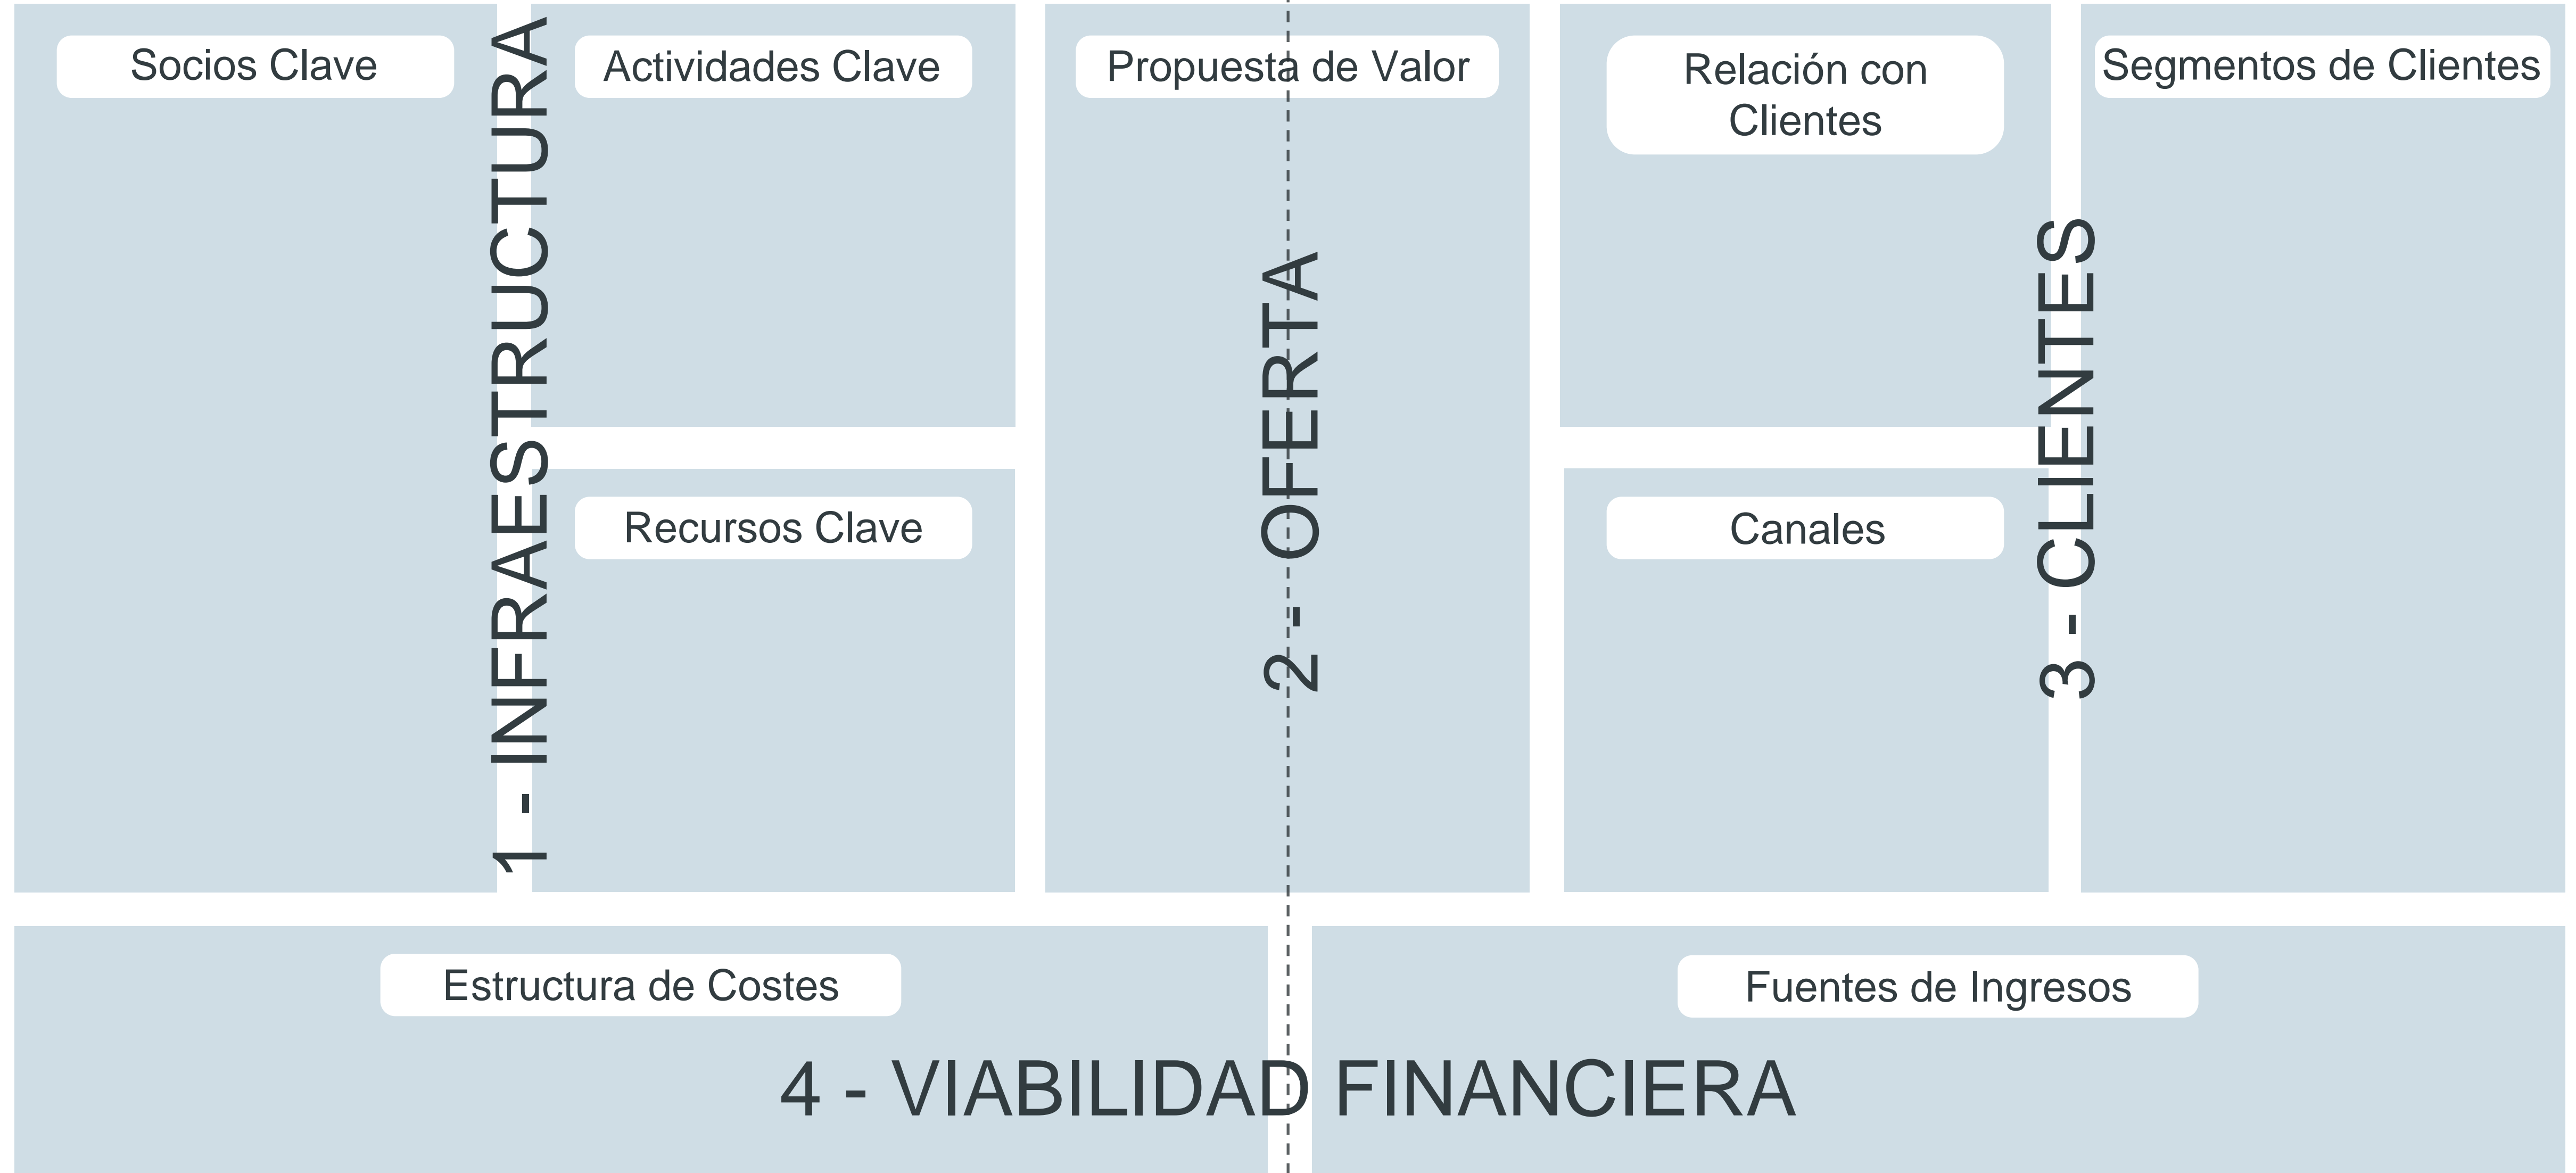 Socios Clave
Actividades Clave
Propuesta de Valor
Relación con
Clientes
Segmentos de Clientes
1 - INFRAESTRUCTURA
2 - OFERTA
3 - CLIENTES
Recursos Clave
Canales
Estructura de Costes
Fuentes de Ingresos
4 - VIABILIDAD FINANCIERA